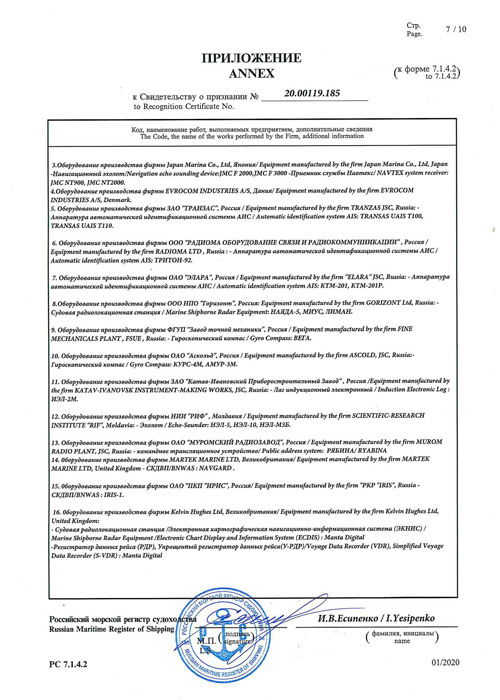 Стр.
Page.
7 / 10
ПРИЛОЖЕНИЕ
ANNEX
(к форме 7.1.4.2
to 7.1.4.2)
к Свидетельству о признании № 20.00119.185
to Recognition Certificate No.
Код, наименование работ, выполняемых предприятием, дополнительные сведения
The Code, the name of the works performed by the Firm, additional information
3.Оборудование производства фирмы Japan Marina Co., Ltd, Япония/ Equipment manufactured by the firm Japan Marina Co., Ltd, Japan
-Навигационный эхолот/Navigation echo sounding device:JMC F 2000,JMC F 3000 -Приемник службы Навтекс/ NAVTEX system receiver:
JMC NT900, JMC NT2000.
4.Оборудование производства фирмы EVROCOM INDUSTRIES A/S, Дания/ Equipment manufactured by the firm EVROCOM
INDUSTRIES A/S, Denmark.
5. Оборудование производства фирмы ЗАО "ТРАНЗАС", Россия/ Equipment manufactured by the firm TRANZAS JSC, Russia: -
Аппаратура автоматической идентификационной системы АИС / Automatic identification system AIS: TRANSAS UAIS T100,
TRANSAS UAIS T110.
6. Оборудование производства фирмы ООО "РАДИОМА ОБОРУДОВАНИЕ СВЯЗИ И РАДИОКОММУНИКАЦИИ" , Россия /
Equipment manufactured by the firm RADIOMA LTD , Russia : - Аппаратура автоматической идентификационной системы АИС /
Automatic identification system AIS: ТРИТОН-92.
7. Оборудование производства фирмы ОАО "ЭЛАРА", Россия / Equipment manufactured by the firm "ELARA" JSC, Russia: - Аппаратура
автоматической идентификационной системы АИС / Automatic identification system AIS: КТМ-201, КТМ-201Р.
8.Оборудование производства фирмы ООО НПО "Горизонт", Россия: Equipment manufactured by the firm GORIZONT Ltd, Russia: -
Судовая радиолокационная станция / Marine Shipborne Radar Equipment: НАЯДА-5, МИУС, ЛИМАН.
9. Оборудование производства фирмы ФГУП "Завод точной механики", Россия / Equipment manufactured by the firm FINE
MECHANICALS PLANT , FSUE , Russia: - Гироскопический компас / Gyro Compass: ВЕГА.
10. Оборудование производства фирмы ОАО "Аскольд", Россия / Equipment manufactured by the firm ASCOLD, JSC, Russia:-
Гироскопический компас / Gyro Compass: КУРС-4М, АМУР-3М.
11. Оборудование производства фирмы ЗАО "Катав-Ивановский Приборостроительный Завод" , Россия /Equipment manufactured by
the firm KATAV-IVANOVSK INSTRUMENT-MAKING WORKS, JSC, Russia: - Лаг индукционный электронный / Induction Electronic Log :
ИЭЛ-2М.
12. Оборудование производства фирмы НИИ "РИФ" , Молдавия / Equipment manufactured by the firm SCIENTIFIC-RESEARCH
INSTITUTE "RIF", Moldavia: - Эхолот / Echo-Sounder: НЭЛ-5, НЭЛ-10, НЭЛ-М3Б.
13. Оборудование производства фирмы ОАО "МУРОМСКИЙ РАДИОЗАВОД", Россия / Equipment manufactured by the firm MUROM
RADIO PLANT, JSC, Russia: - командное трансляционное устройство/ Public address system: РЯБИНА/ RYABINA
14. Оборудование производства фирмы MARTEK MARINE LTD, Великобритания/ Equipment manufactured by the firm MARTEK
MARINE LTD, United Kingdom - СКДВП/BNWAS : NAVGARD .
15. Оборудование производства фирмы ОАО "ПКП "ИРИС", Россия/ Equipment manufactured by the firm "PKP "IRIS", Russia -
СКДВП/BNWAS : IRIS-1.
16. Оборудование производства фирмы Kelvin Hughes Ltd, Великобритания/ Equipment manufactured by the firm Kelvin Hughes Ltd,
United Kingdom:
- Судовая радиолокационная станция /Электронная картографическая навигационно-информационная система (ЭКНИС) /
Marine Shipborne Radar Equipment /Electronic Chart Display and Information System (ECDIS) : Manta Digital
-Регистратор данных рейса (РДР), Упрощенный регистратор данных рейса(У-РДР)/Voyage Data Recorder (VDR), Simplified Voyage
Data Recorder (S-VDR) : Manta Digital
Российский морской регистр судоходства
Russian Maritime Register of Shipping
И.В.Есипенко / I.Yesipenko
М.П. (подпись)
(signature)
(фамилия, инициалы)
name
РС 7.1.4.2
01/2020